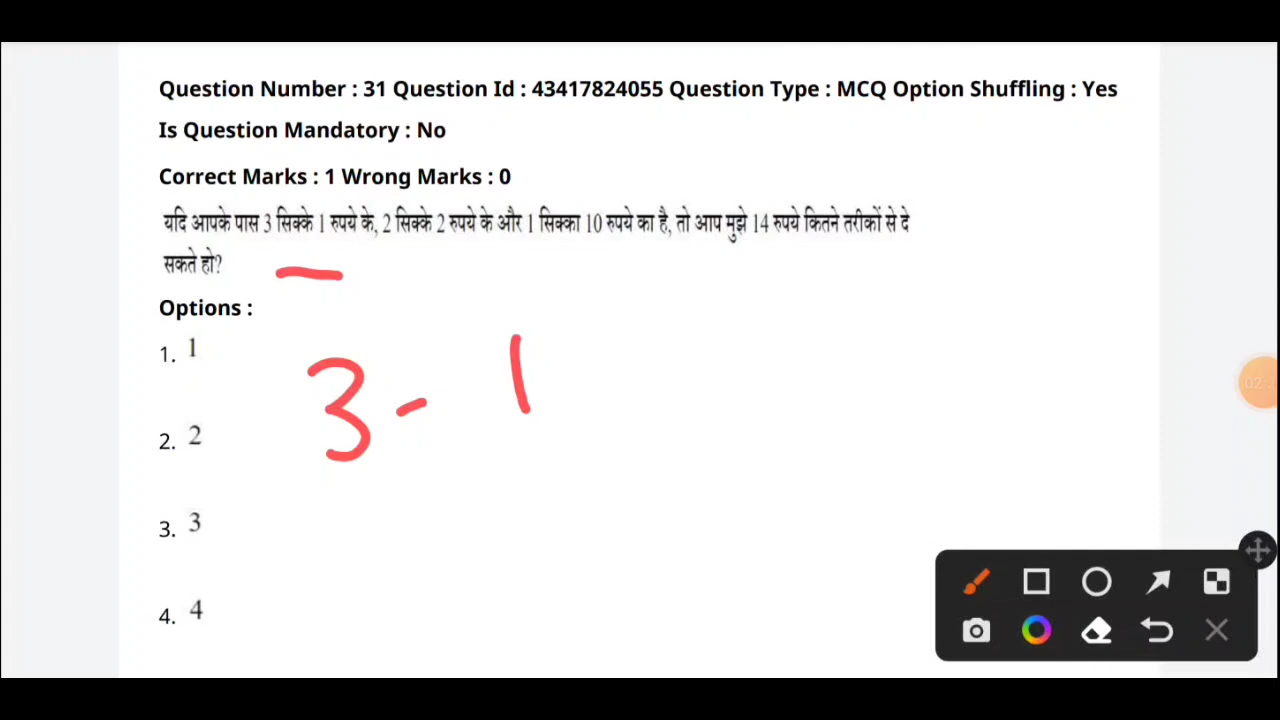 Question Number : 31 Question Id : 43417824055 Question Type : MCQ Option Shuffling : Yes
Is Question Mandatory : No
Correct Marks : 1 Wrong Marks : 0
यदि आपके पास 3 सिक्के 1 रुपये के, 2 सिक्के 2 रुपये के और 1 सिक्का 10 रुपये का है, तो आप मुझे 14 रुपये कितने तरीकों से दे
सकते हो?
Options :
1. 1
2. 2
3. 3
4. 4
3 - 1